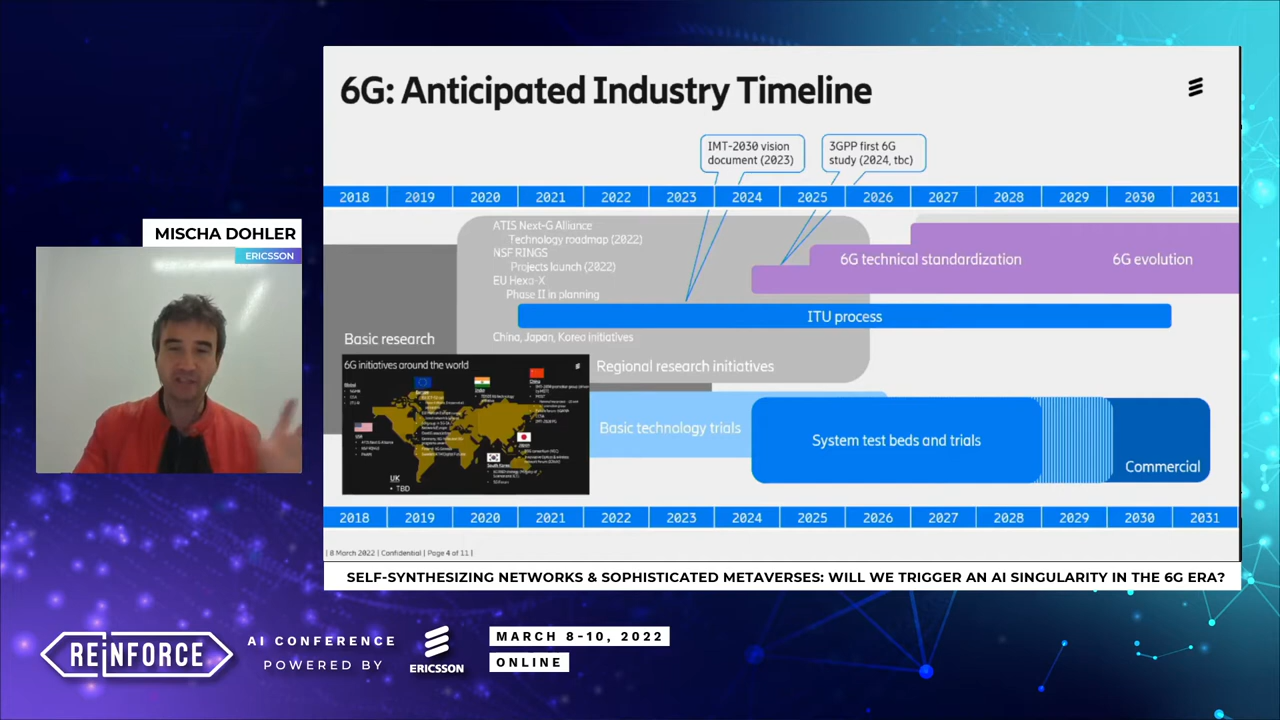 6G: Anticipated Industry Timeline
IMT-2030 vision
document (2023)
3GPP first 6G
study (2024, tbc)
2018 2019 2020 2021 2022 2023 2024 2025 2026 2027 2028 2029 2030 2031
ATIS Next-G Alliance
Technology roadmap (2022)
NSF RINGS
Projects launch (2022)
EU Hexa-X
Phase II in planning
China, Japan, Korea initiatives
Basic research
Regional research initiatives
6G technical standardization
6G evolution
ITU process
6G initiatives around the world
UK
• TBD
Basic technology trials
System test beds and trials
Commercial
2018 2019 2020 2021 2022 2023 2024 2025 2026 2027 2028 2029 2030 2031
| 8 March 2022 | Confidential | Page 4 of 11 |
MISCHA DOHLER
ERICSSON
SELF-SYNTHESIZING NETWORKS & SOPHISTICATED METAVERSES: WILL WE TRIGGER AN AI SINGULARITY IN THE 6G ERA?
REINFORCE
AI CONFERENCE
POWERED BY
ERICSSON
MARCH 8-10, 2022
ONLINE